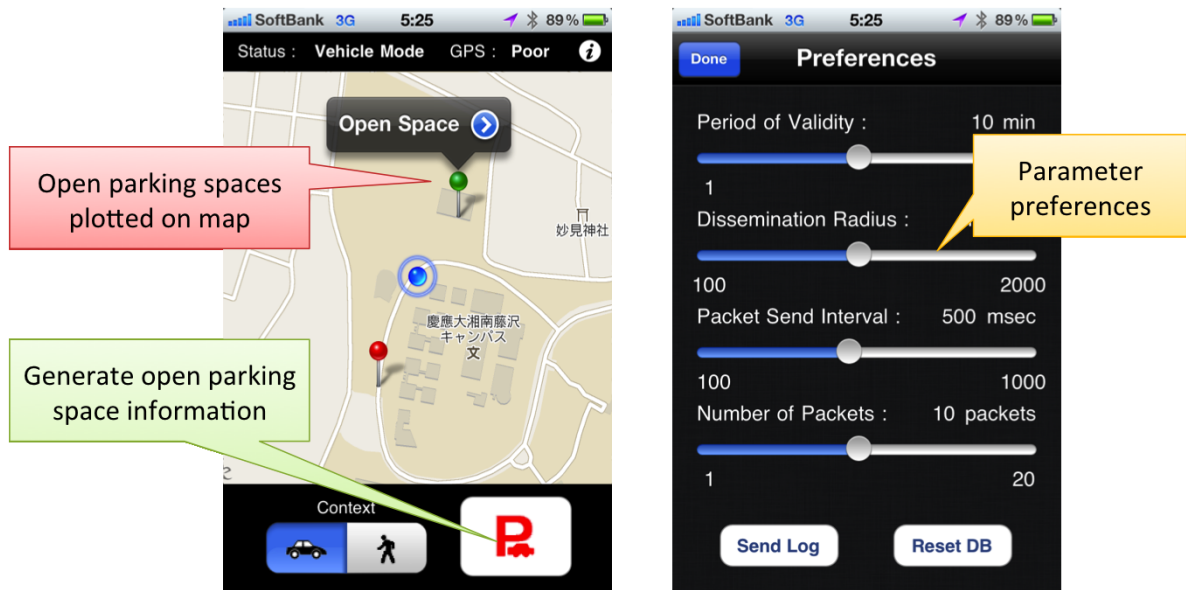 SoftBank 3G 5:25 89%
Status : Vehicle Mode GPS : Poor
Open Space
Open parking spaces
plotted on map
妙見神社
慶應大湘南藤沢
キャンパス
文
Generate open parking
space information
Context
P
SoftBank 3G 5:25 89%
Done
Preferences
Period of Validity : 10 min
1
Parameter
preferences
Dissemination Radius :
100 2000
Packet Send Interval : 500 msec
100 1000
Number of Packets : 10 packets
1 20
Send Log
Reset DB